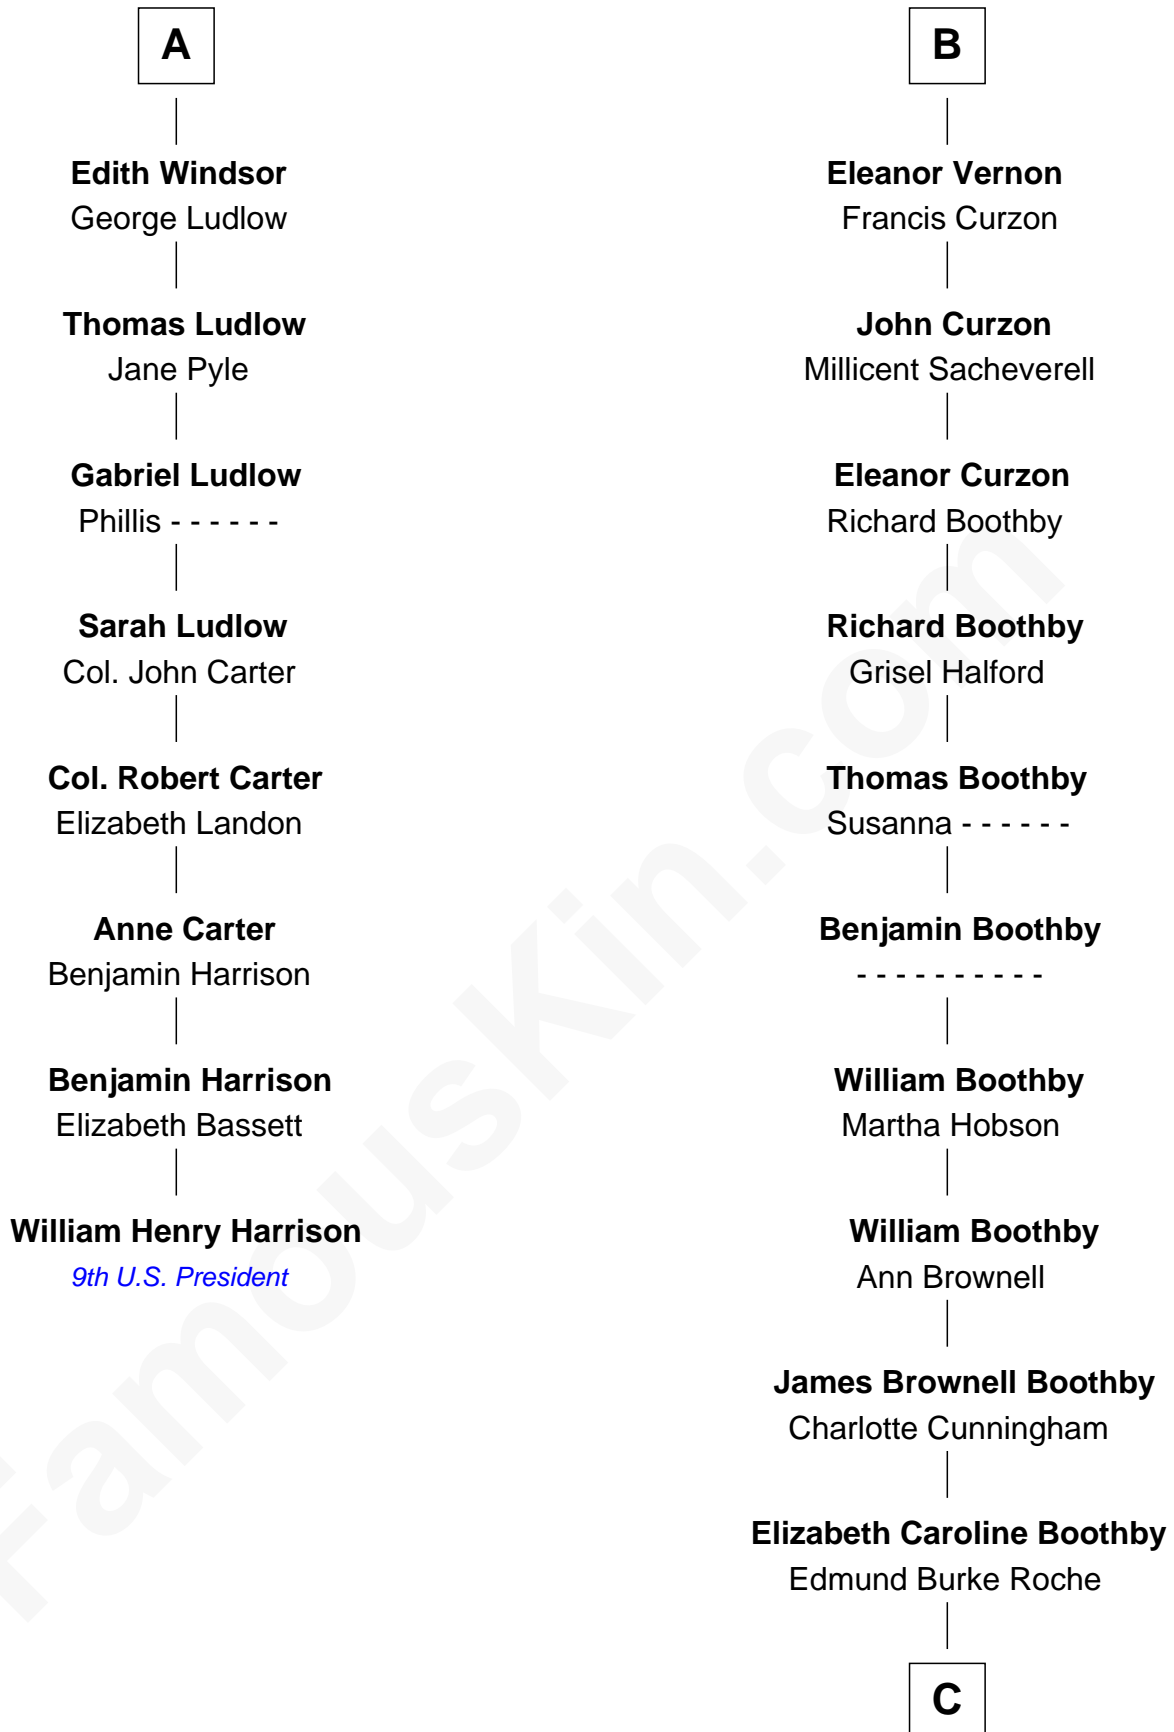 A
Edith Windsor
George Ludlow
Thomas Ludlow
Jane Pyle
Gabriel Ludlow
Phillis - - - - - -
Sarah Ludlow
Col. John Carter
Col. Robert Carter
Elizabeth Landon
Anne Carter
Benjamin Harrison
Benjamin Harrison
Elizabeth Bassett
William Henry Harrison
9th U.S. President
B
Eleanor Vernon
Francis Curzon
John Curzon
Millicent Sacheverell
Eleanor Curzon
Richard Boothby
Richard Boothby
Grisel Halford
Thomas Boothby
Susanna - - - - - -
Benjamin Boothby
- - - - - - - - - -
William Boothby
Martha Hobson
William Boothby
Ann Brownell
James Brownell Boothby
Charlotte Cunningham
Elizabeth Caroline Boothby
Edmund Burke Roche
C
FamousKin.com